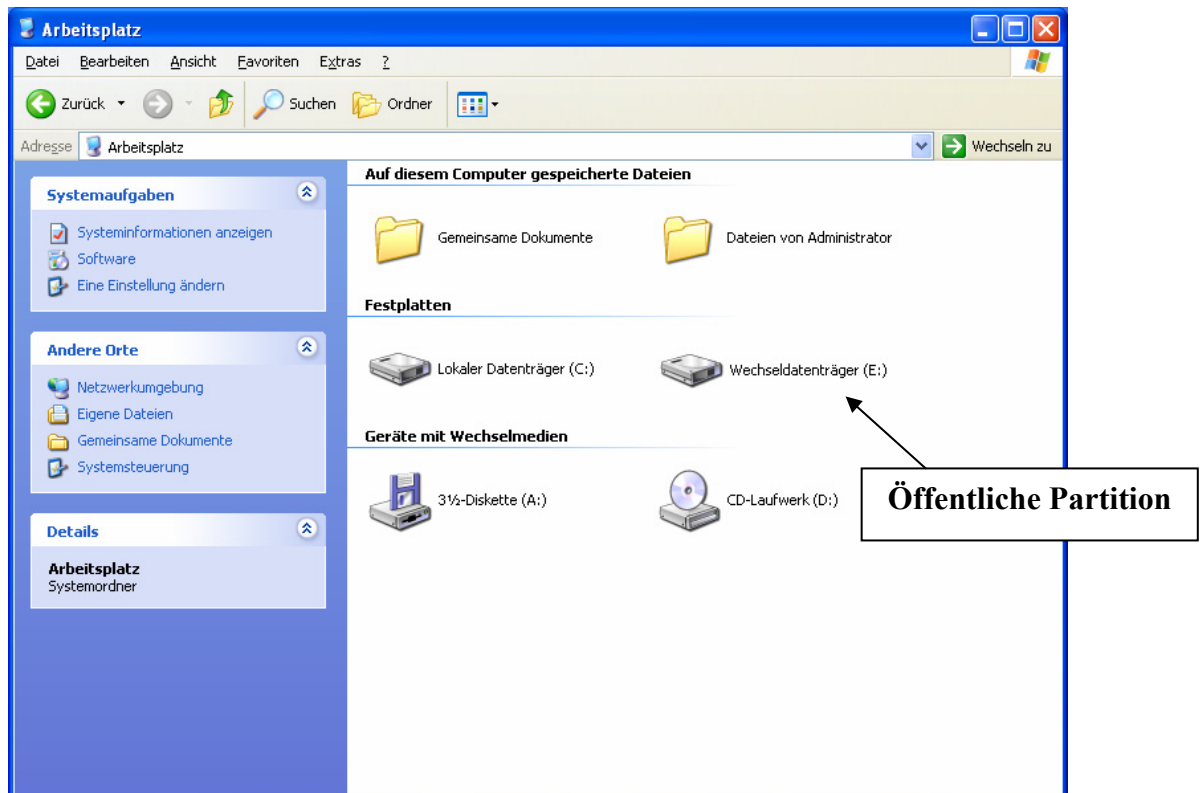 Arbeitsplatz
Datei Bearbeiten Ansicht Favoriten Extras ?
Zurück Suchen Ordner
Adresse Arbeitsplatz Wechseln zu
Systemaufgaben
Systeminformationen anzeigen
Software
Eine Einstellung ändern
Andere Orte
Netzwerkumgebung
Eigene Dateien
Gemeinsame Dokumente
Systemsteuerung
Details
Arbeitsplatz
Systemordner
Auf diesem Computer gespeicherte Dateien
Gemeinsame Dokumente Dateien von Administrator
Festplatten
Lokaler Datenträger (C:) Wechseldatenträger (E:)
Geräte mit Wechselmedien
3½-Diskette (A:) CD-Laufwerk (D:)
Öffentliche Partition